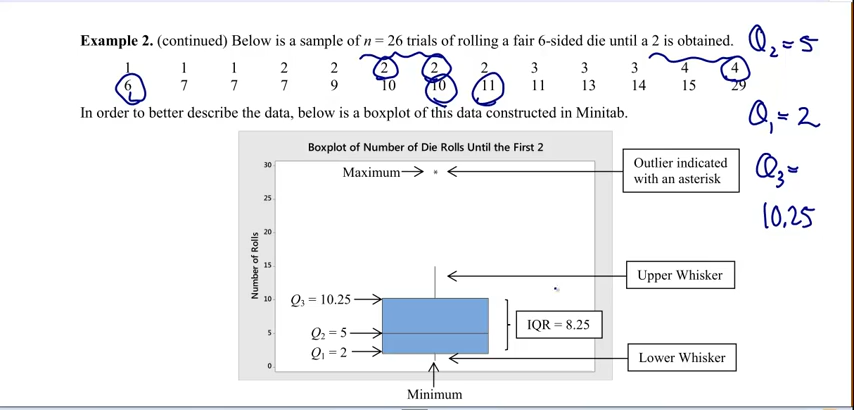 Example 2. (continued) Below is a sample of n = 26 trials of rolling a fair 6-sided die until a 2 is obtained.
Q₂ = 5
1 1 1 2 2 2 2 2 3 3 3 4 4
6 7 7 7 9 10 10 11 11 13 14 15 29
Q₁ = 2
In order to better describe the data, below is a boxplot of this data constructed in Minitab.
Boxplot of Number of Die Rolls Until the First 2
Q₃ =
10.25
30
Maximum
Outlier indicated
with an asterisk
*
25
20
Number of Rolls
15
Upper Whisker
10
Q₃ = 10.25
IQR = 8.25
5
Q₂ = 5
Q₁ = 2
Lower Whisker
0
Minimum